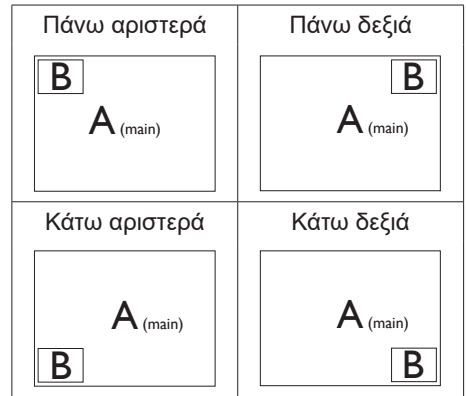 Πάνω αριστερά
Πάνω δεξιά
B
A (main)
B
A (main)
Κάτω αριστερά
Κάτω δεξιά
A (main)
B
A (main)
B